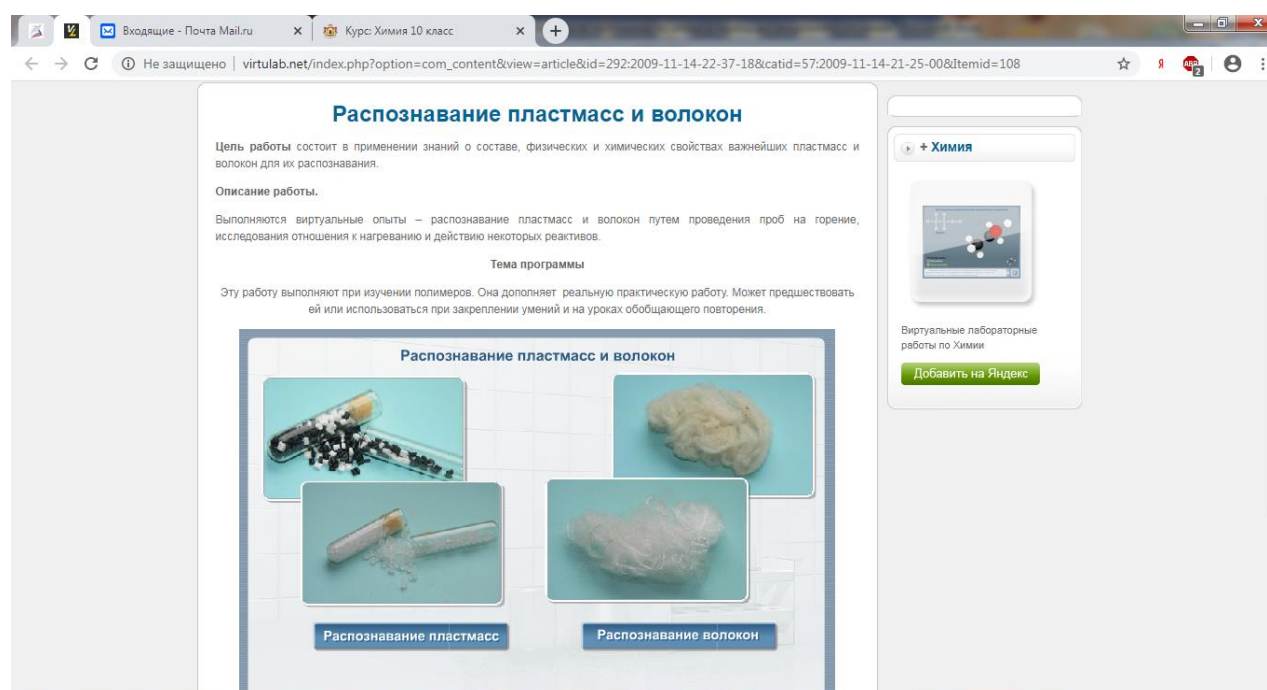 Входящие - Почта Mail.ru
Курс: Химия 10 класс
Не защищено | virtulab.net/index.php?option=com_content&view=article&id=292:2009-11-14-22-37-18&catid=57:2009-11-14-21-25-00&Itemid=108
Я
ABP
2
Распознавание пластмасс и волокон
Цель работы состоит в применении знаний о составе, физических и химических свойствах важнейших пластмасс и
волокон для их распознавания.
Описание работы.
Выполняются виртуальные опыты – распознавание пластмасс и волокон путем проведения проб на горение,
исследования отношения к нагреванию и действию некоторых реактивов.
Тема программы
Эту работу выполняют при изучении полимеров. Она дополняет реальную практическую работу. Может предшествовать
ей или использоваться при закреплении умений и на уроках обобщающего повторения.
Распознавание пластмасс и волокон
Распознавание пластмасс
Распознавание волокон
+ Химия
Виртуальные лабораторные
работы по Химии
Добавить на Яндекс